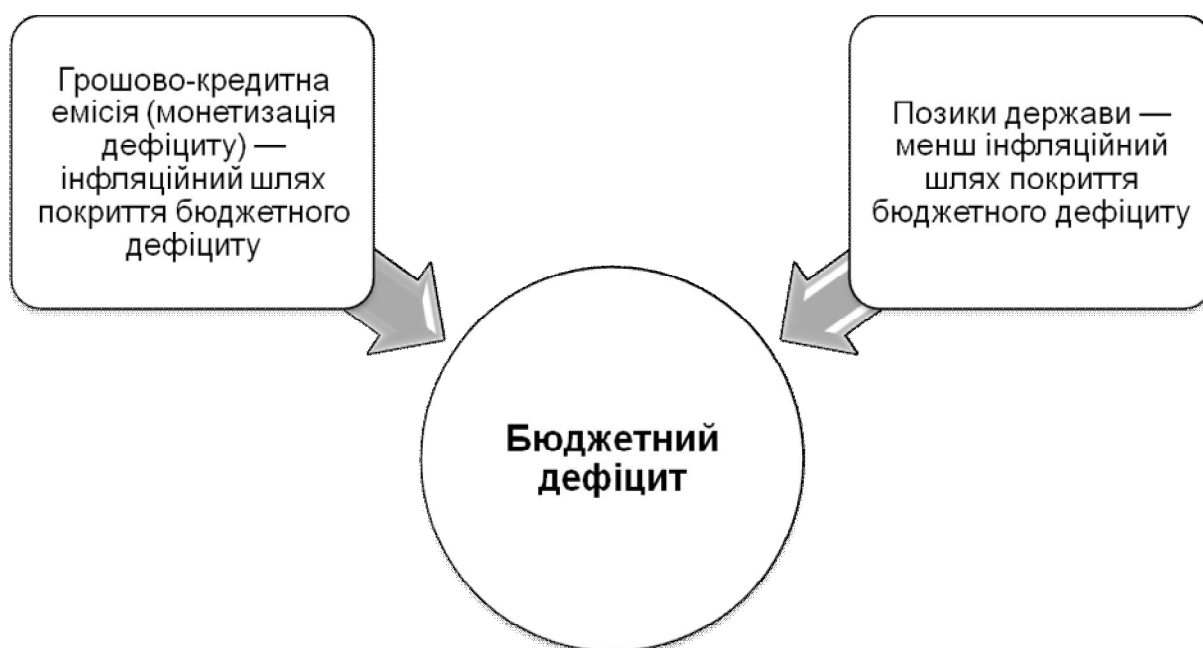 Грошово-кредитна
емісія (монетизація
дефіциту) —
інфляційний шлях
покриття бюджетного
дефіциту
Позики держави —
менш інфляційний
шлях покриття
бюджетного дефіциту
Бюджетний
дефіцит